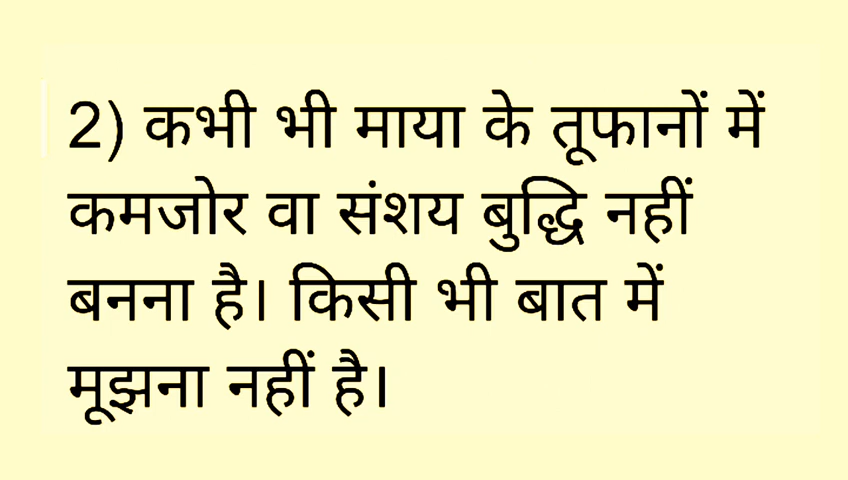 2) कभी भी माया के तूफानों में
कमजोर वा संशय बुद्धि नहीं
बनना है। किसी भी बात में
मूझना नहीं है।